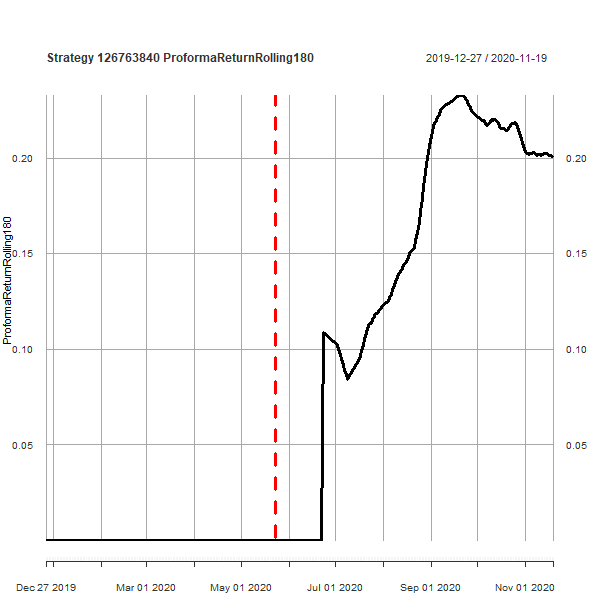 Strategy 126763840 ProformaReturnRolling180
2019-12-27 / 2020-11-19
ProformaReturnRolling180
0.20
0.20
0.15
0.15
0.10
0.10
0.05
0.05
Dec 27 2019
Mar 01 2020
May 01 2020
Jul 01 2020
Sep 01 2020
Nov 01 2020